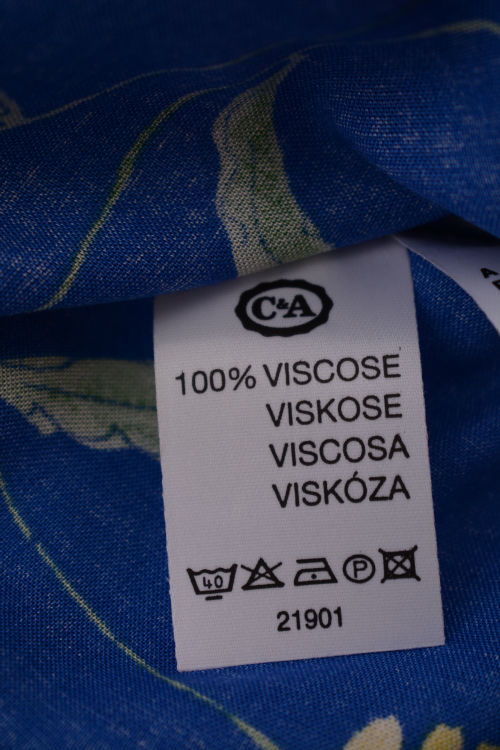 C&A
100% VISCOSE
VISKOSE
VISCOSA
VISKÓZA
40 P
21901